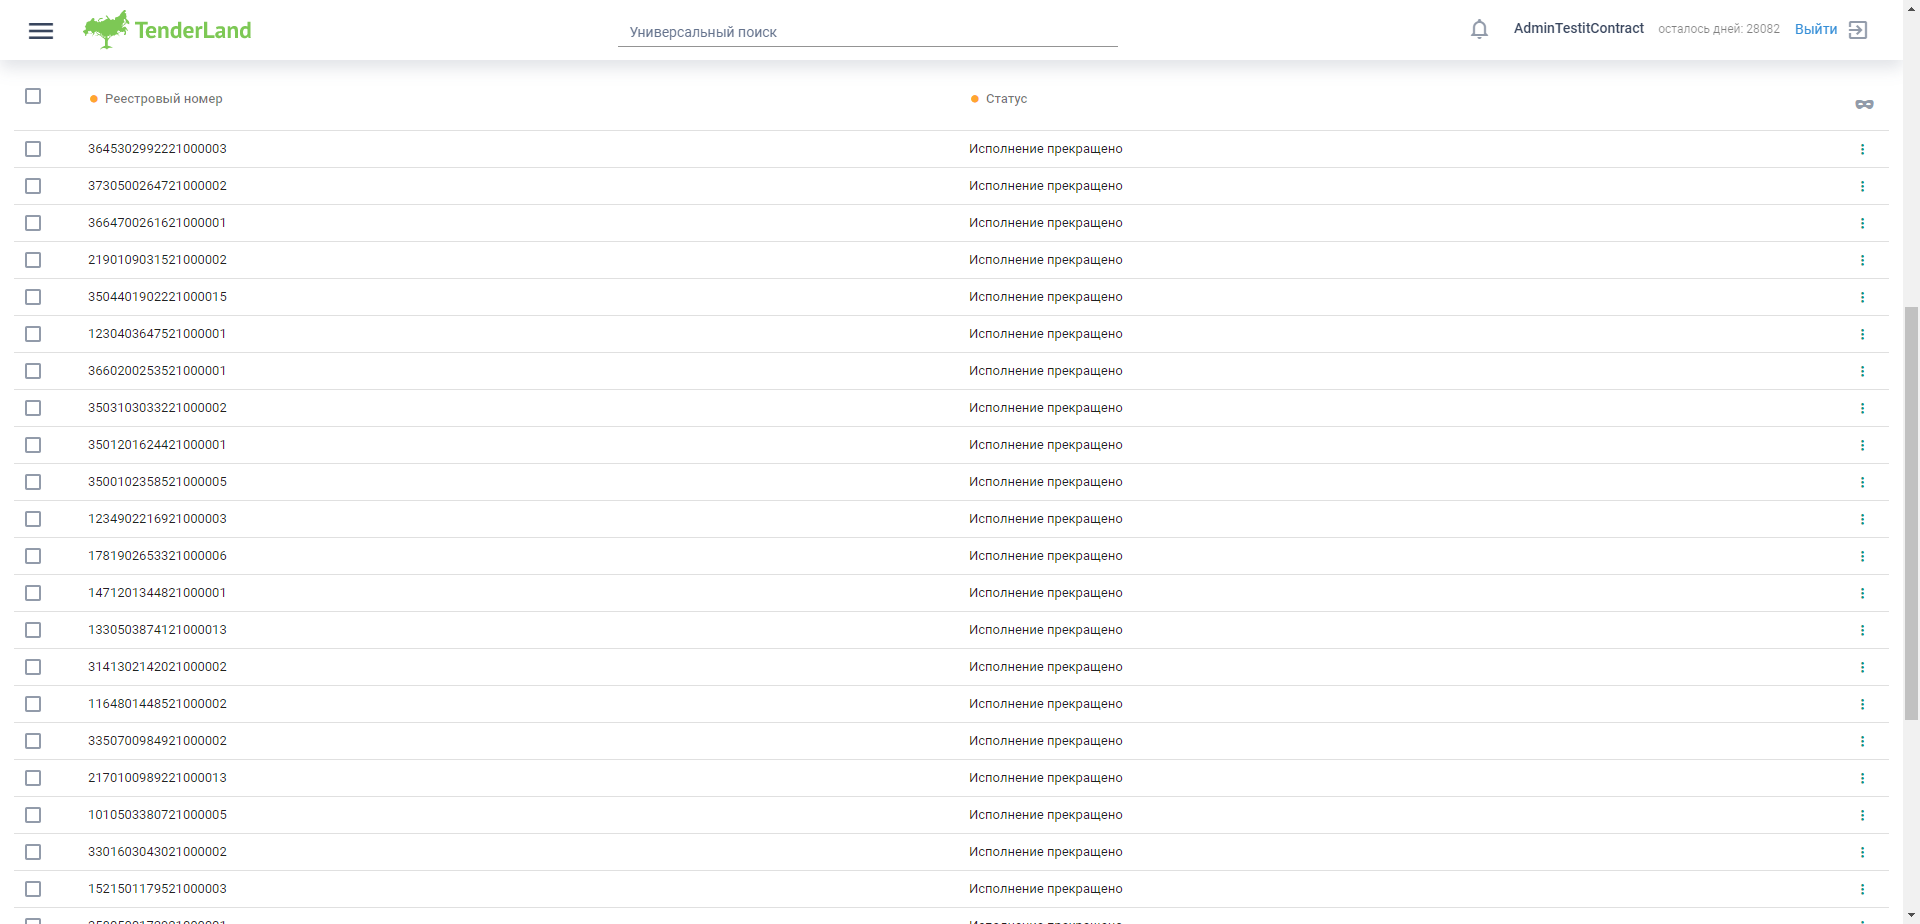 TenderLand
Универсальный поиск
AdminTestitContract осталось дней: 28082 Выйти
Реестровый номер Статус
3645302992221000003 Исполнение прекращено
3730500264721000002 Исполнение прекращено
3664700261621000001 Исполнение прекращено
2190109031521000002 Исполнение прекращено
3504401902221000015 Исполнение прекращено
1230403647521000001 Исполнение прекращено
3660200253521000001 Исполнение прекращено
3503103033221000002 Исполнение прекращено
3501201624421000001 Исполнение прекращено
3500102358521000005 Исполнение прекращено
1234902216921000003 Исполнение прекращено
1781902653321000006 Исполнение прекращено
1471201344821000001 Исполнение прекращено
1330503874121000013 Исполнение прекращено
3141302142021000002 Исполнение прекращено
1164801448521000002 Исполнение прекращено
3350700984921000002 Исполнение прекращено
2170100989221000013 Исполнение прекращено
1010503380721000005 Исполнение прекращено
3301603043021000002 Исполнение прекращено
1521501179521000003 Исполнение прекращено
Исполнение прекращено